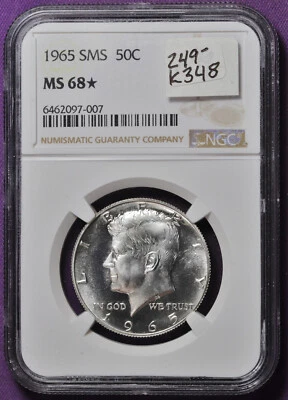 1965 SMS 50C
MS 68★
6462097-007
NUMISMATIC GUARANTY COMPANY
NGC
249-
K348
LIBERTY
IN GOD WE TRUST
1965